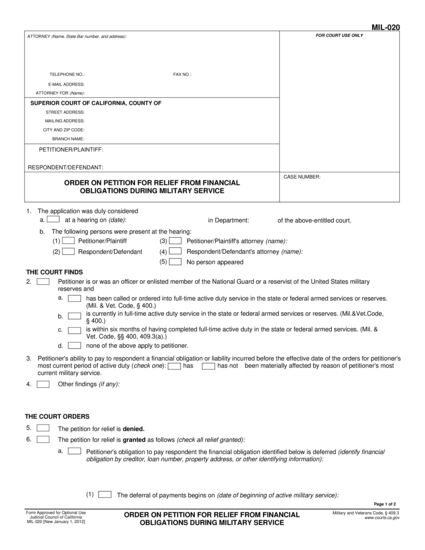 MIL-020
ATTORNEY (Name, State Bar number, and address):
FOR COURT USE ONLY
TELEPHONE NO.: FAX NO.:
E-MAIL ADDRESS:
ATTORNEY FOR (Name):
SUPERIOR COURT OF CALIFORNIA, COUNTY OF
STREET ADDRESS:
MAILING ADDRESS:
CITY AND ZIP CODE:
BRANCH NAME:
PETITIONER/PLAINTIFF:
RESPONDENT/DEFENDANT:
CASE NUMBER:
ORDER ON PETITION FOR RELIEF FROM FINANCIAL
OBLIGATIONS DURING MILITARY SERVICE
1. The application was duly considered
a. at a hearing on (date): in Department: of the above-entitled court.
b. The following persons were present at the hearing:
(1) Petitioner/Plaintiff (3) Petitioner/Plaintiff's attorney (name):
(2) Respondent/Defendant (4) Respondent/Defendant's attorney (name):
(5) No person appeared
THE COURT FINDS
2. Petitioner is or was an officer or enlisted member of the National Guard or a reservist of the United States military
reserves and
a. has been called or ordered into full-time active duty service in the state or federal armed services or reserves.
(Mil. & Vet. Code, § 400.)
b. is currently in full-time active duty service in the state or federal armed services or reserves. (Mil.&Vet.Code,
§ 400.)
c. is within six months of having completed full-time active duty in the state or federal armed services. (Mil. &
Vet. Code, §§ 400, 409.3(a).)
d. none of the above apply to petitioner.
3. Petitioner's ability to pay to respondent a financial obligation or liability incurred before the effective date of the orders for petitioner's
most current period of active duty (check one): has has not been materially affected by reason of petitioner's most
current military service.
4. Other findings (if any):
THE COURT ORDERS
5. The petition for relief is denied.
6. The petition for relief is granted as follows (check all relief granted):
a. Petitioner's obligation to pay respondent the financial obligation identified below is deferred (identify financial
obligation by creditor, loan number, property address, or other identifying information):
(1) The deferral of payments begins on (date of beginning of active military service):
Page 1 of 2
Form Approved for Optional Use
Judicial Council of California
MIL-020 [New January 1, 2012]
ORDER ON PETITION FOR RELIEF FROM FINANCIAL
OBLIGATIONS DURING MILITARY SERVICE
Military and Veterans Code, § 409.3
www.courts.ca.gov